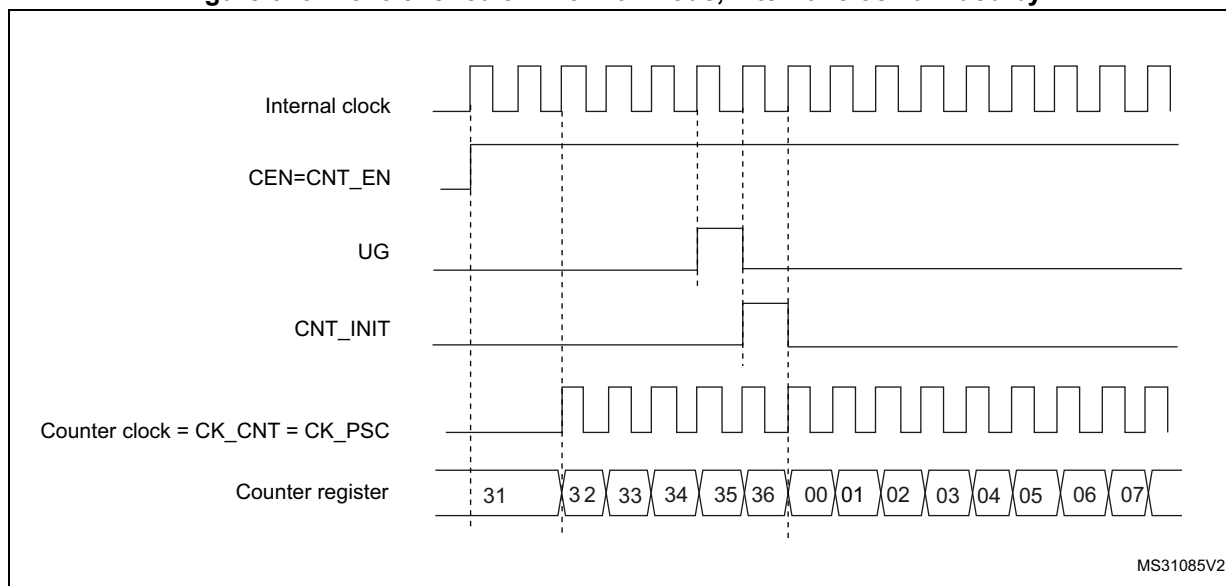 Internal clock
CEN=CNT_EN
UG
CNT_INIT
Counter clock = CK_CNT = CK_PSC
Counter register 31 32 33 34 35 36 00 01 02 03 04 05 06 07
MS31085V2